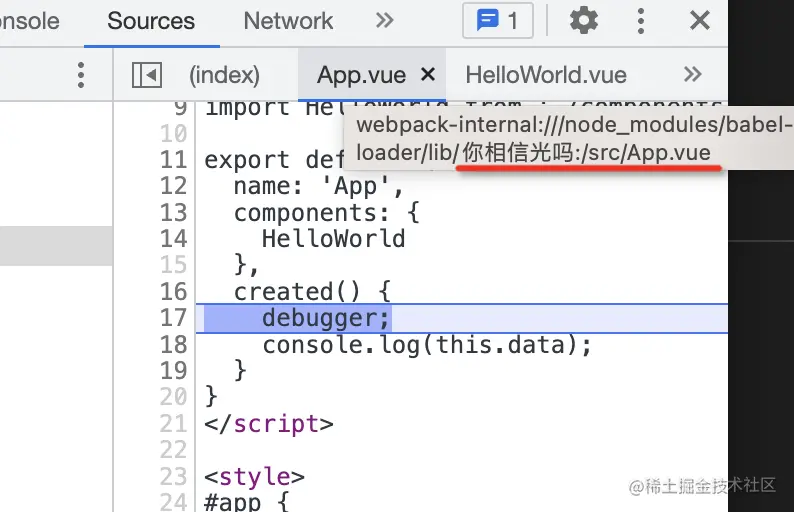 onsole Sources Network » 1
(index) App.vue × HelloWorld.vue »
9 import HelloWorld from './components
webpack-internal:///node_modules/babel-
10
loader/lib/你相信光吗:/src/App.vue
11 export def
12 name: 'App',
13 components: {
14 HelloWorld
15 },
16 created() {
17 debugger;
18 console.log(this.data);
19 }
20 }
21 </script>
22
23 <style>
24 #app {
@稀土掘金技术社区